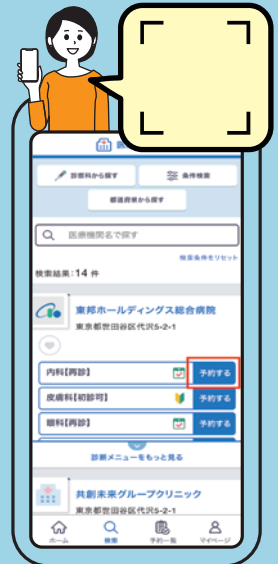 医
診察科から探す
条件検索
都道府県から探す
医療機関名で探す
検索条件をリセット
検索結果:14 件
東邦ホールディングス総合病院
東京都世田谷区代沢5-2-1
内科【再診】
予約する
皮膚科【初診可】
予約する
眼科【再診】
予約する
診断メニューをもっと見る
共創未来グループクリニック
東京都世田谷区代沢5-2-1
ホーム
検索
予約一覧
マイページ